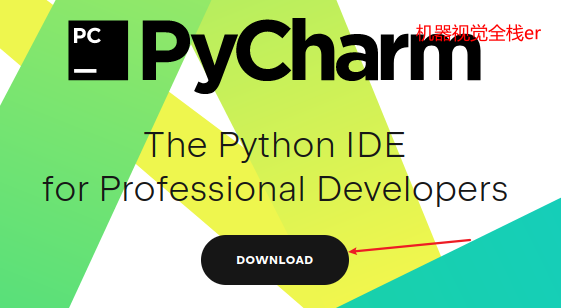 PC
PyCharm
机器视觉全栈er
The Python IDE
for Professional Developers
DOWNLOAD